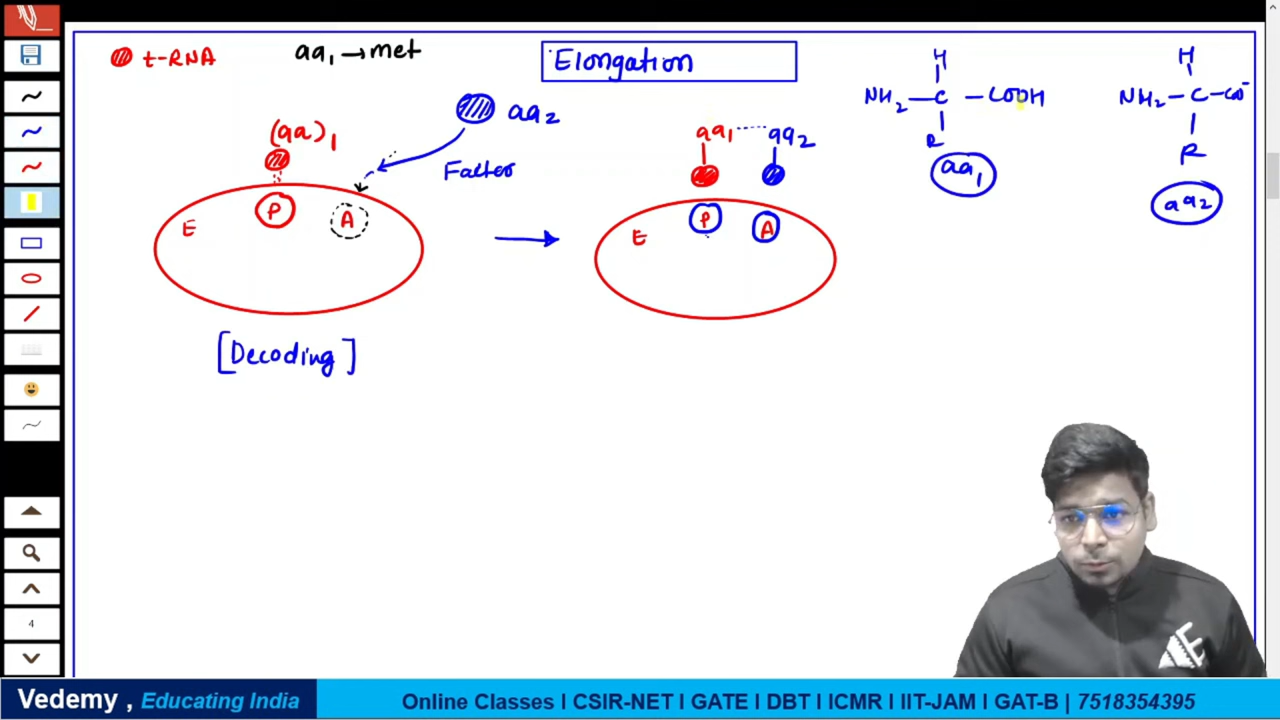 t-RNA
aa₁ → met
Elongation
(aa)₁
aa₂
Factor
E
P
A
aa₁
aa₂
E
P
A
H
NH₂ — C — COOH
R
aa₁
H
NH₂ — C — COO⁻
R
aa₂
[Decoding]
4
Vedemy , Educating India
Online Classes I CSIR-NET I GATE I DBT I ICMR I IIT-JAM I GAT-B I 7518354395